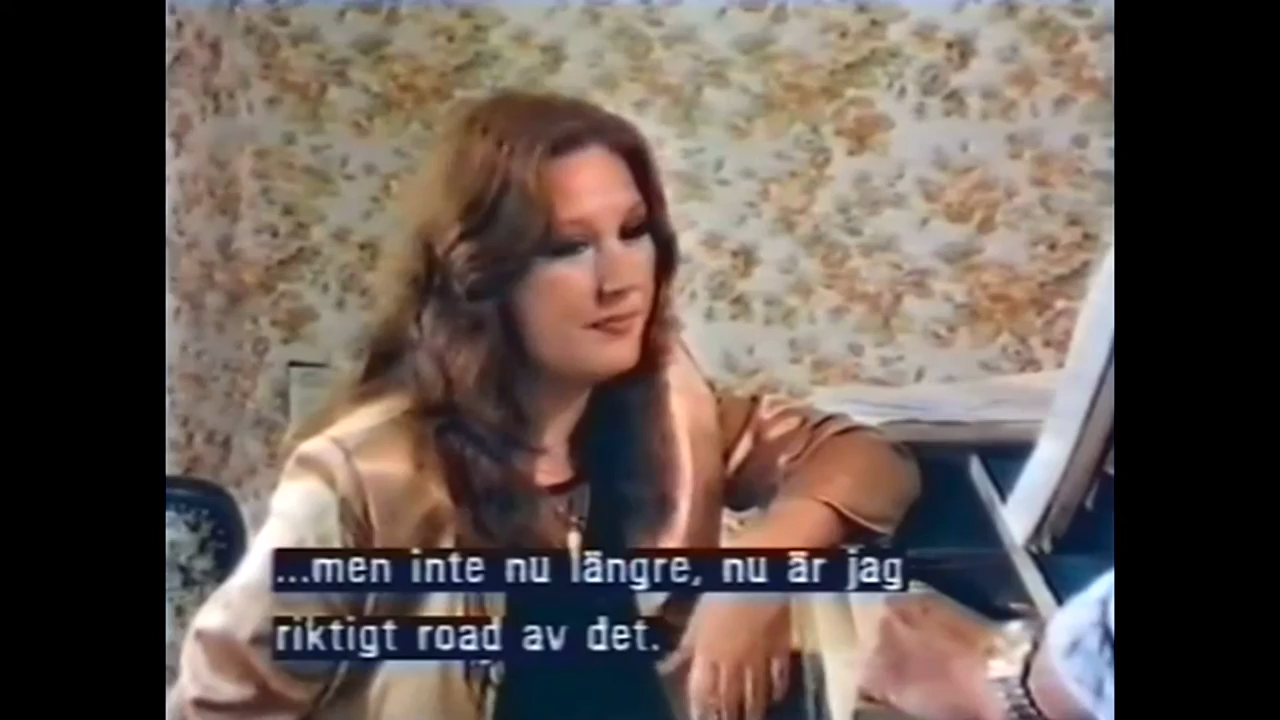 ...men inte nu längre, nu är jag
riktigt road av det.